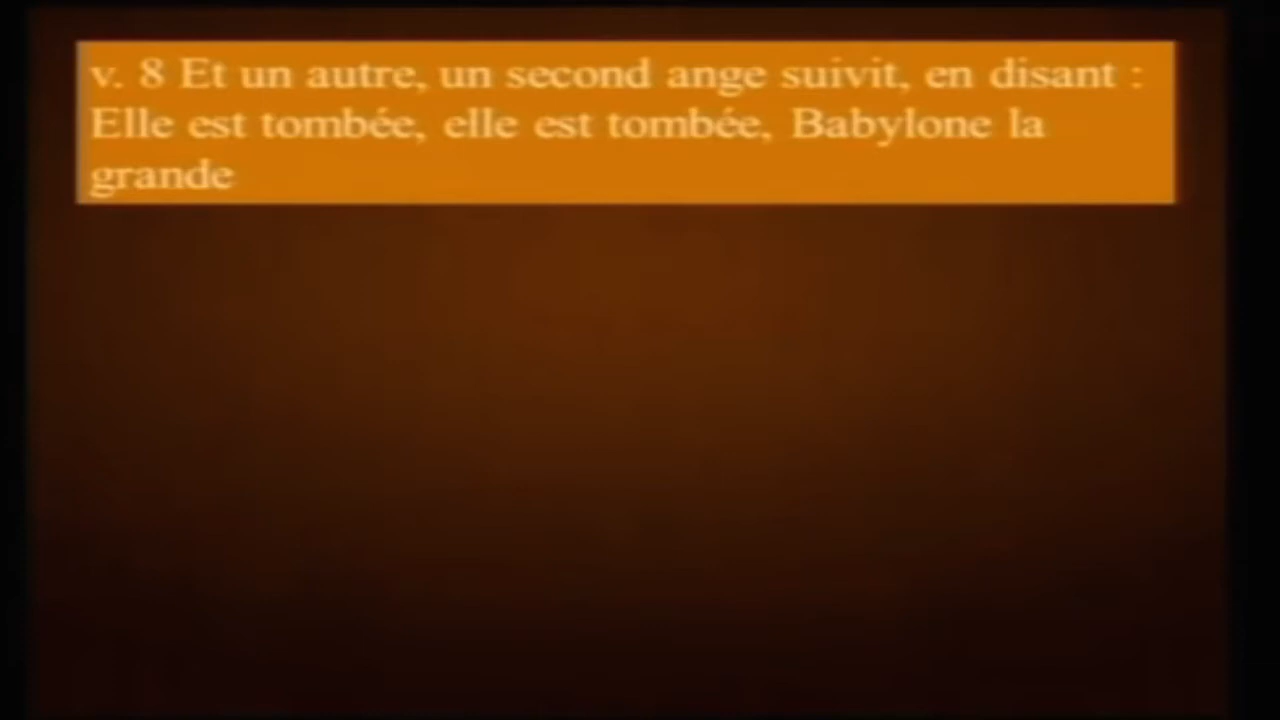 v. 8 Et un autre, un second ange suivit, en disant :
Elle est tombée, elle est tombée, Babylone la
grande